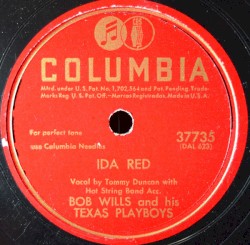 COLUMBIA
Mfrd. under U.S. Pat. No. 1,702,564 and Pat. Pending. Trade-
Marks Reg. U.S. Pat. Off.—Marcas Registradas. Made in U.S.A.
For perfect tone
use Columbia Needles
37735
(DAL 623)
IDA RED
Vocal by Tommy Duncan with
Hot String Band Acc.
BOB WILLS and his
TEXAS PLAYBOYS